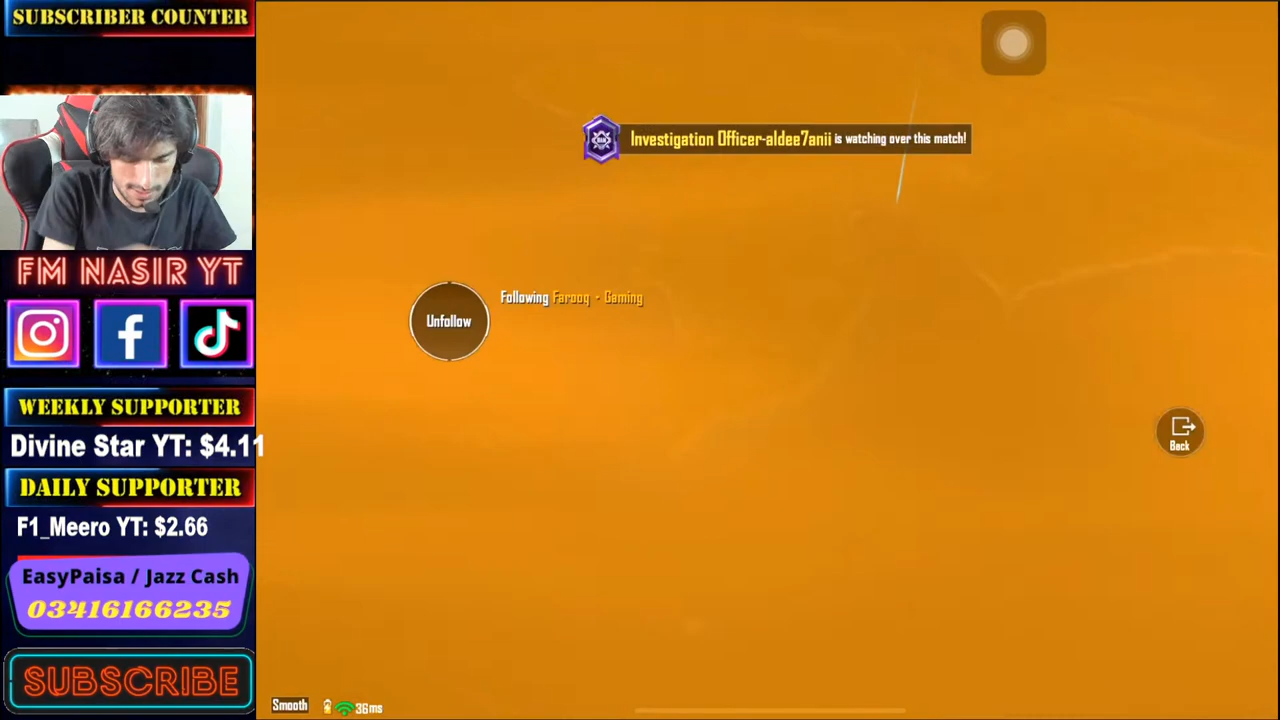 SUBSCRIBER COUNTER
Investigation Officer-aldee7anii is watching over this match!
FM NASIR YT
Following Farooq - Gaming
Unfollow
WEEKLY SUPPORTER
Divine Star YT: $4.11
Back
DAILY SUPPORTER
F1_Meero YT: $2.66
EasyPaisa / Jazz Cash
03416166235
SUBSCRIBE
Smooth
36ms